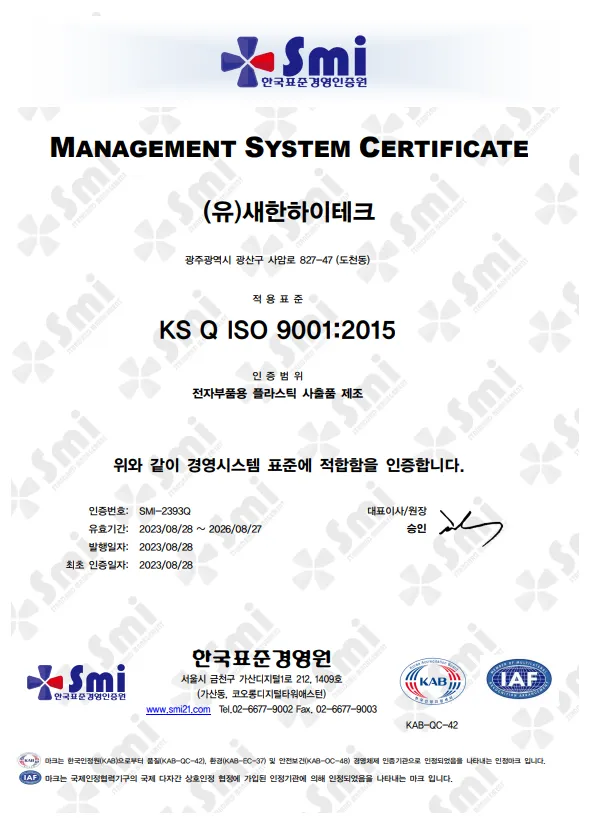 Smi
한국표준경영인증원
MANAGEMENT SYSTEM CERTIFICATE
(유)새한하이테크
광주광역시 광산구 사암로 827-47 (도천동)
적 용 표 준
KS Q ISO 9001:2015
인 증 범 위
전자부품용 플라스틱 사출품 제조
위와 같이 경영시스템 표준에 적합함을 인증합니다.
인증번호: SMI-2393Q
유효기간: 2023/08/28 ~ 2026/08/27
발행일자: 2023/08/28
최초 인증일자: 2023/08/28
대표이사/원장
승인
Smi
한국표준경영인증원
한국표준경영원
서울시 금천구 가산디지털1로 212, 1409호
(가산동, 코오롱디지털타워애스턴)
www.smi21.com Tel.02-6677-9002 Fax. 02-6677-9003
KAB
IAF
KAB-QC-42
KAB 마크는 한국인정원(KAB)으로부터 품질(KAB-QC-42), 환경(KAB-EC-37) 및 안전보건(KAB-OC-48) 경영체제 인증기관으로 인정되었음을 나타내는 인정마크 입니다.
IAF 마크는 국제인정협력기구의 국제 다자간 상호인정 협정에 가입된 인정기관에 의해 인정되었음을 나타내는 마크 입니다.